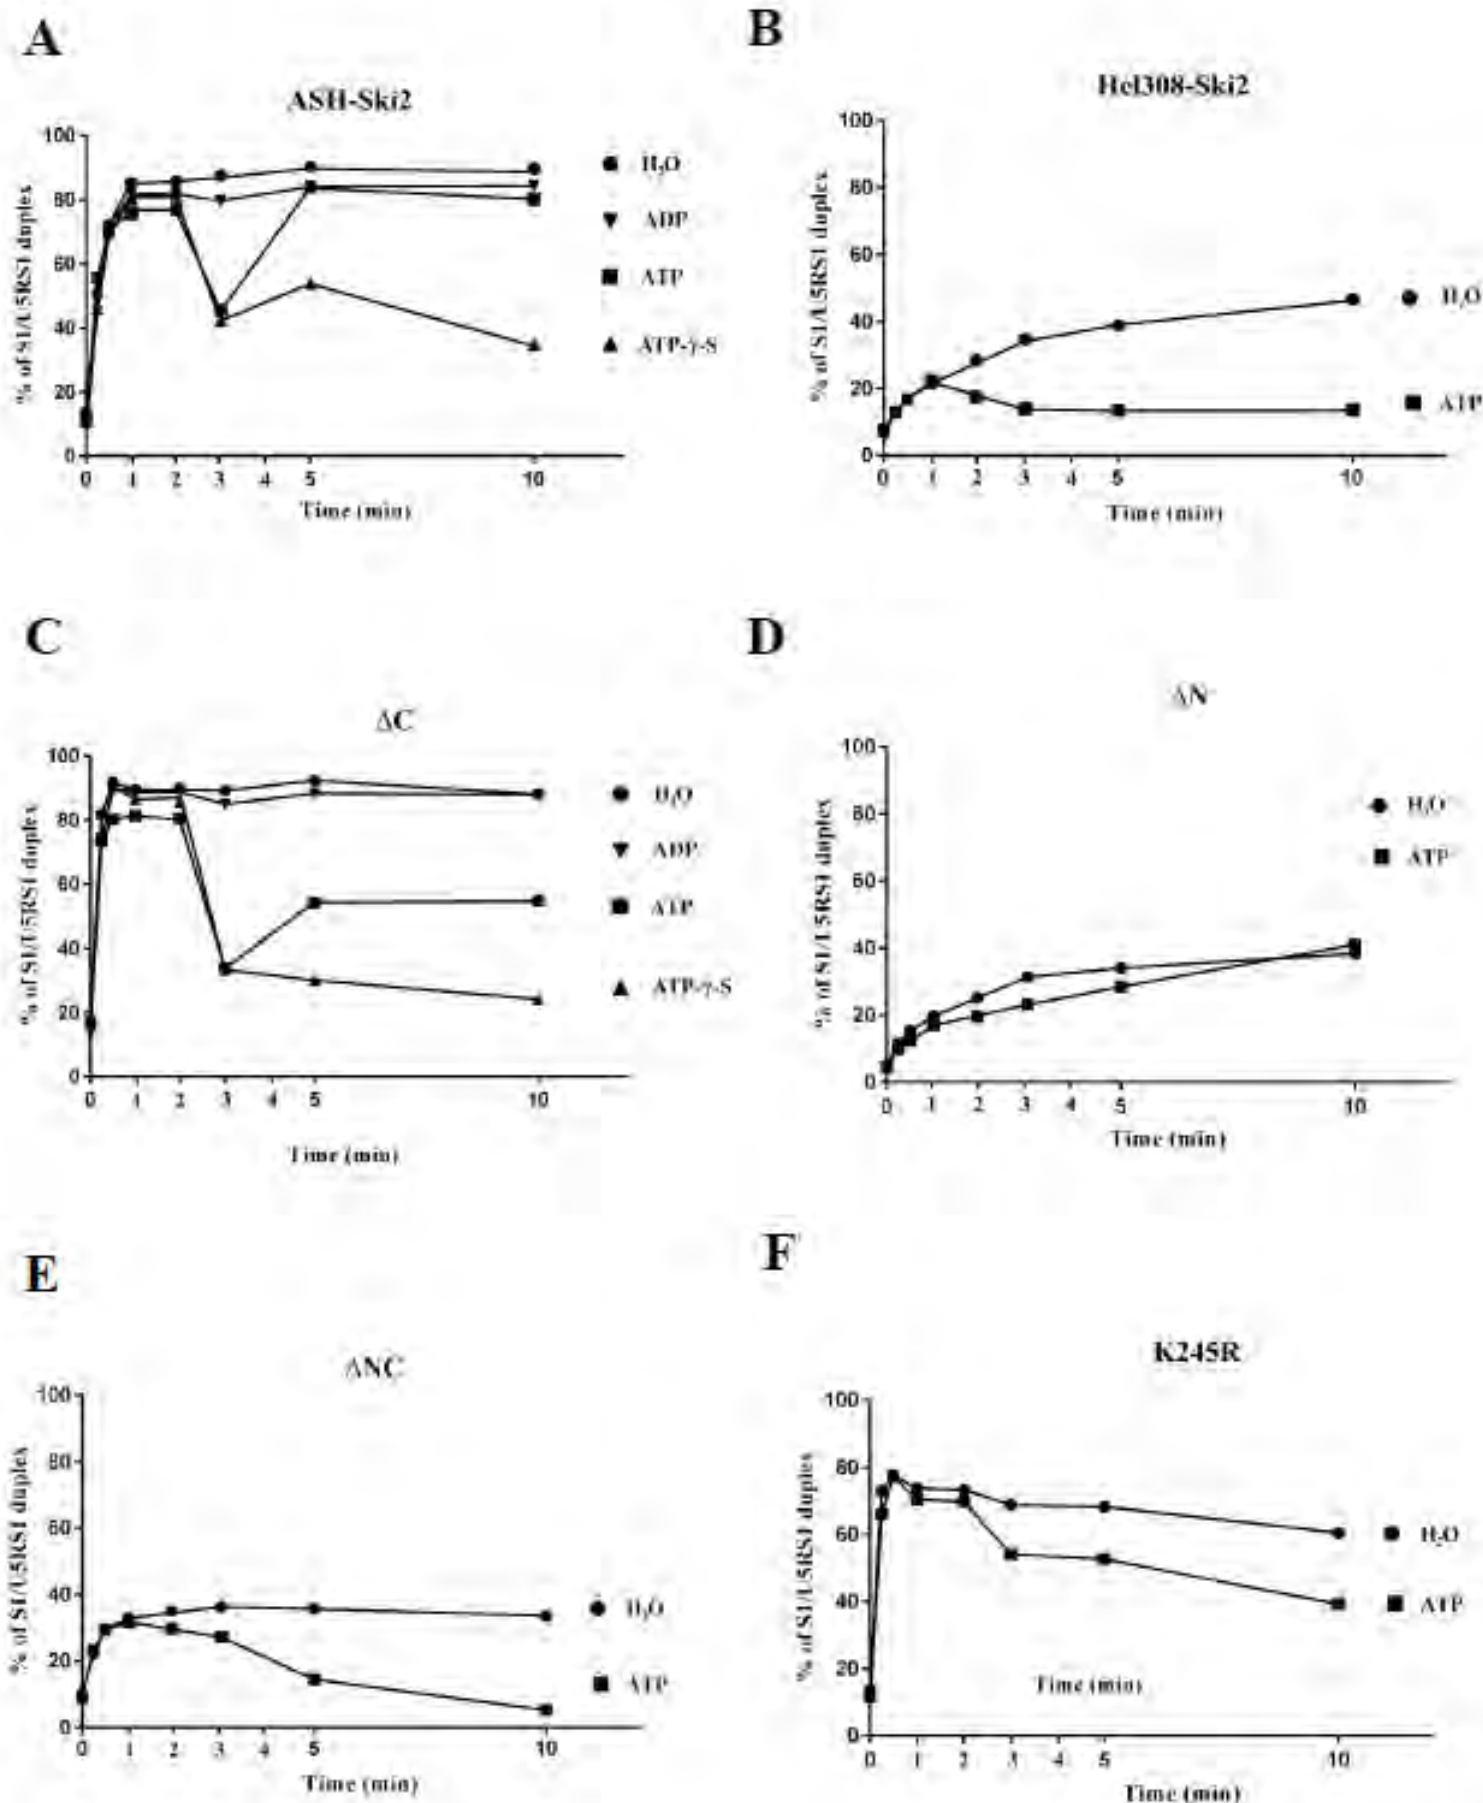 A
ASH-Ski2
% of S1/U5RS1 duplex
100
80
60
40
20
0
0 1 2 3 4 5 10
Time (min)
H₂O
ADP
ATP
ATP-γ-S
B
Hel308-Ski2
% of S1/U5RS1 duplex
100
80
60
40
20
0
0 1 2 3 4 5 10
Time (min)
H₂O
ATP
C
ΔC
% of S1/U5RS1 duplex
100
80
60
40
20
0
0 1 2 3 4 5 10
Time (min)
H₂O
ADP
ATP
ATP-γ-S
D
ΔN
% of S1/U5RS1 duplex
100
80
60
40
20
0
0 1 2 3 4 5 10
Time (min)
H₂O
ATP
E
ΔNC
% of S1/U5RS1 duplex
100
80
60
40
20
0
0 1 2 3 4 5 10
Time (min)
H₂O
ATP
F
K245R
% of S1/U5RS1 duplex
100
80
60
40
20
0
Time (min)
0 1 2 3 4 5 10
Time (min)
H₂O
ATP